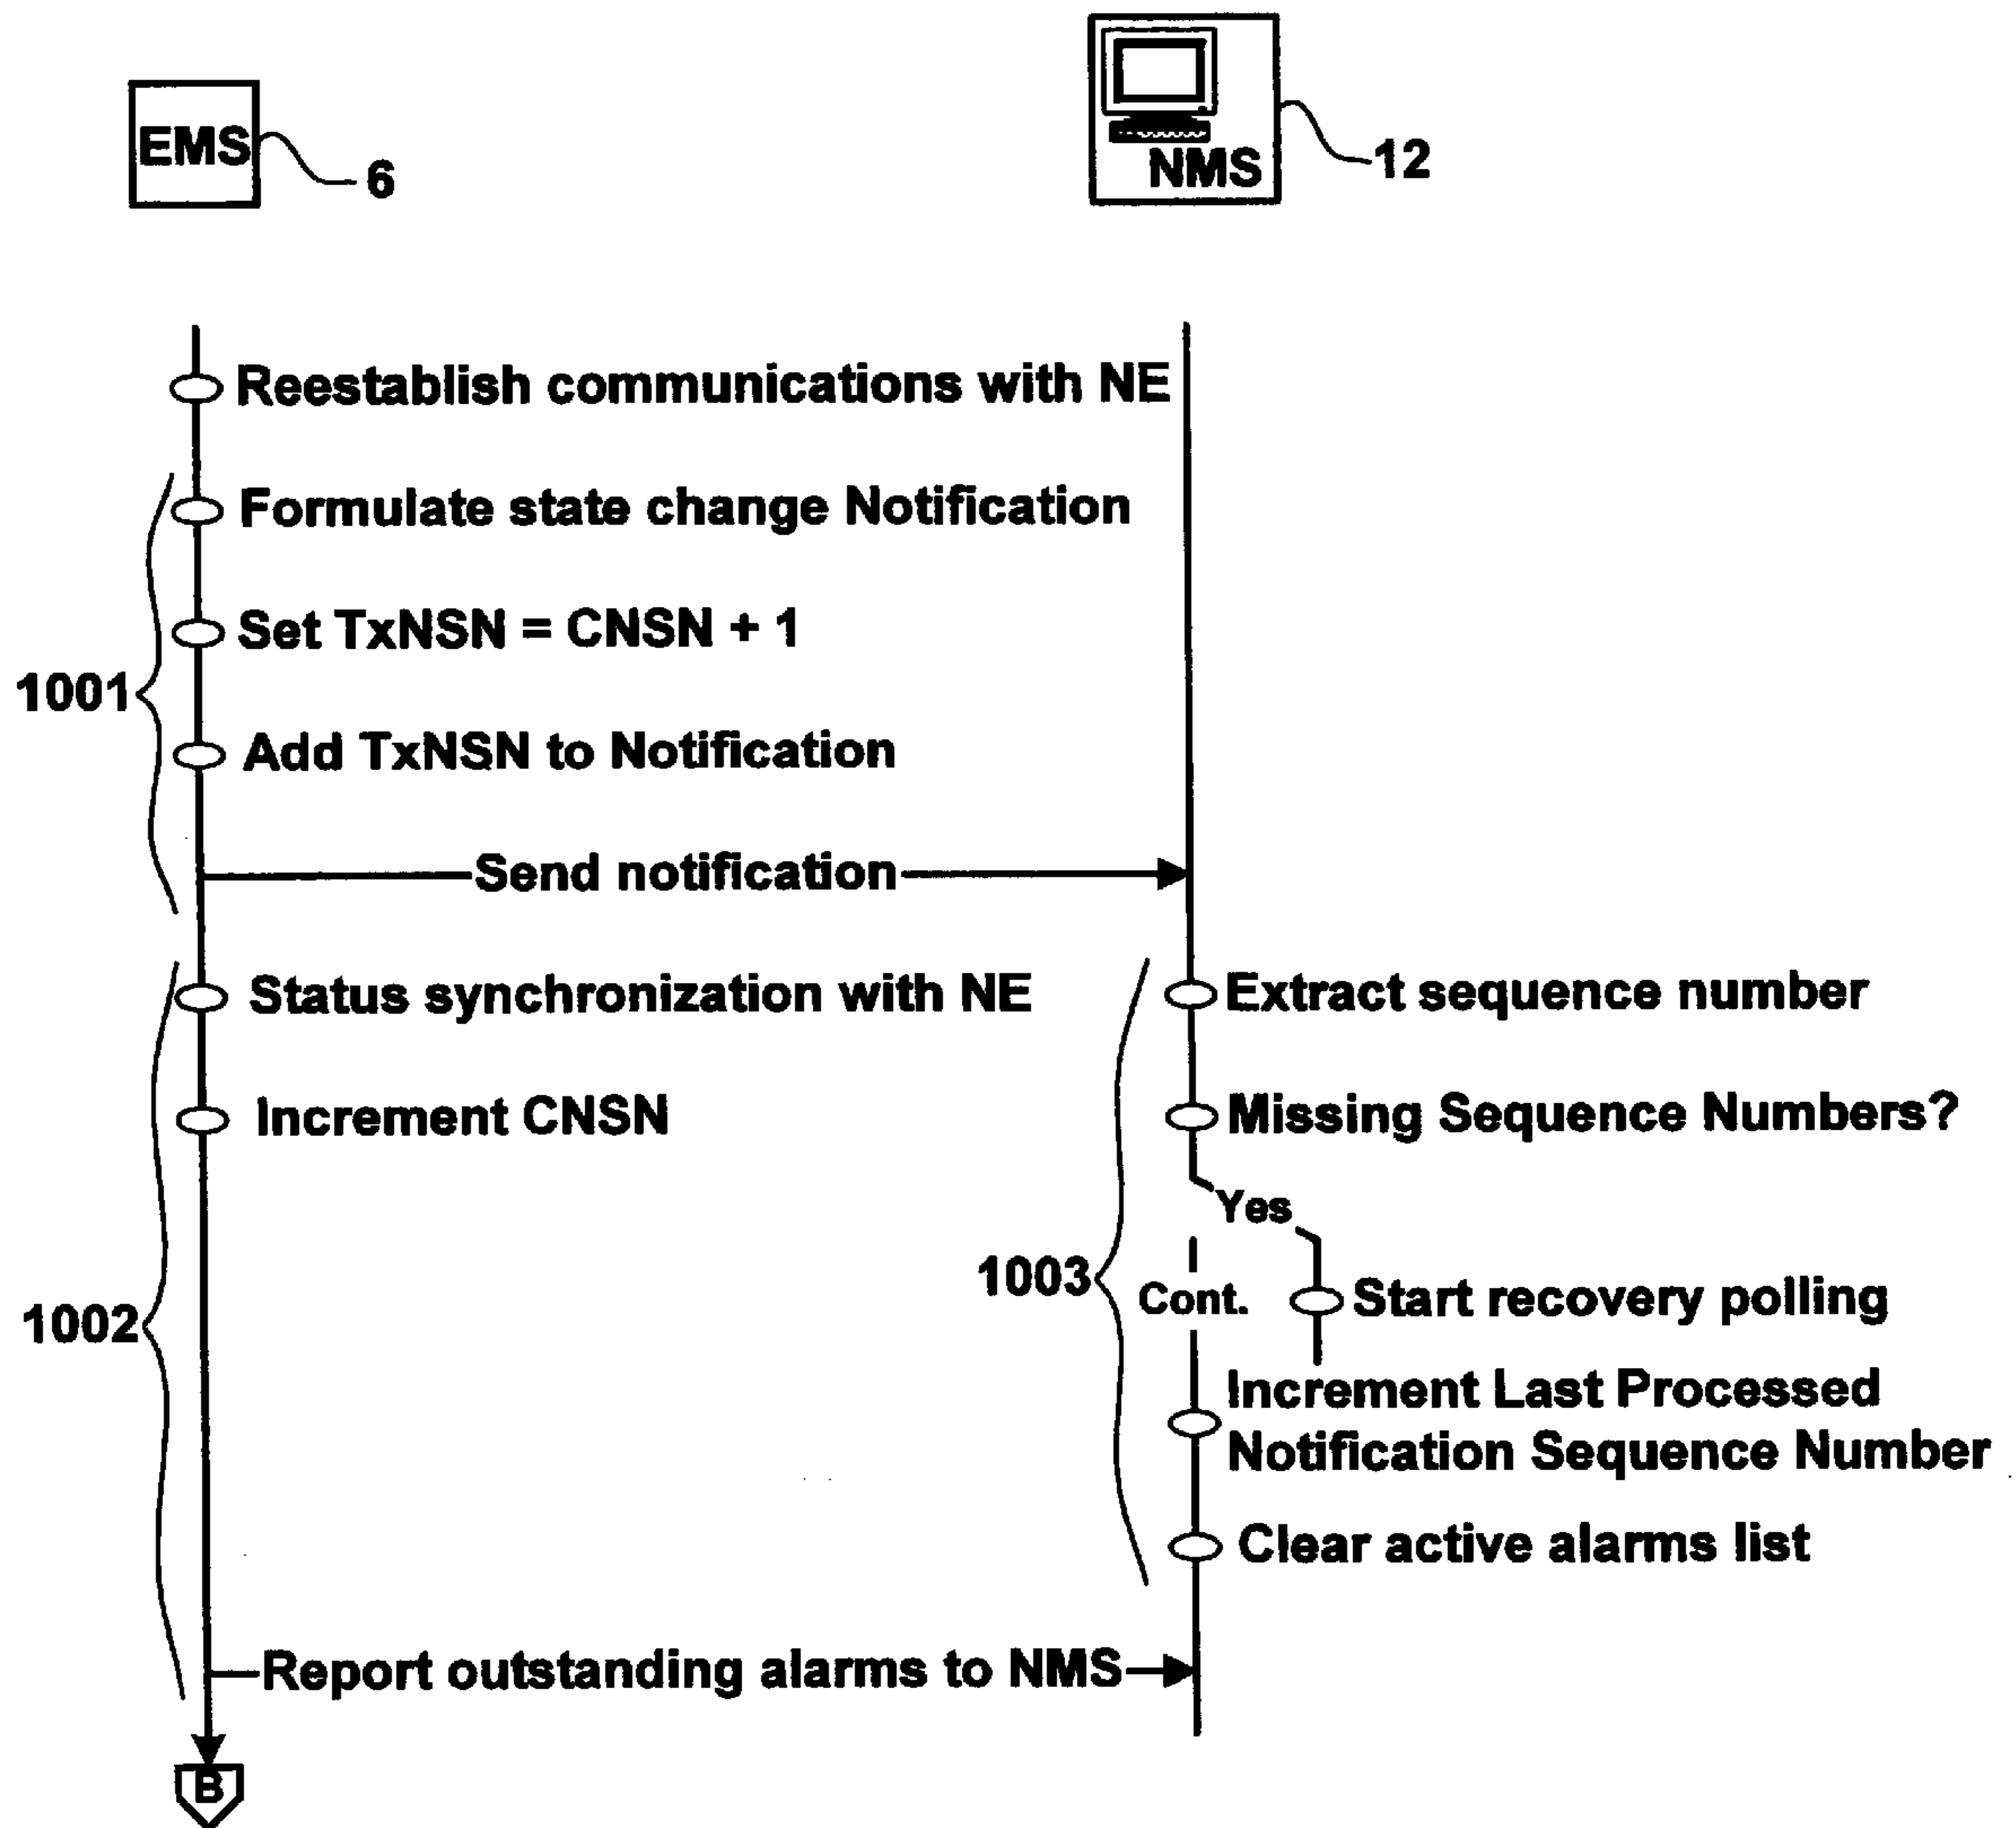 EMS
6
NMS
12
Reestablish communications with NE
Formulate state change Notification
Set TxNSN = CNSN + 1
1001
Add TxNSN to Notification
Send notification
Status synchronization with NE
Extract sequence number
Increment CNSN
Missing Sequence Numbers?
Yes
1003
Cont.
Start recovery polling
1002
Increment Last Processed
Notification Sequence Number
Clear active alarms list
Report outstanding alarms to NMS
B